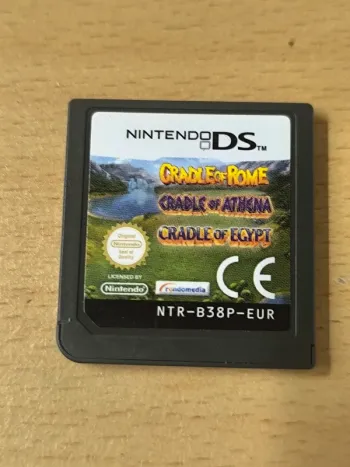 NINTENDO DS™
CRADLE OF ROME
CRADLE OF ATHENA
CRADLE OF EGYPT
Original
Nintendo
Seal of
Quality
LICENSED BY
Nintendo
rondomedia
CE
NTR-B38P-EUR